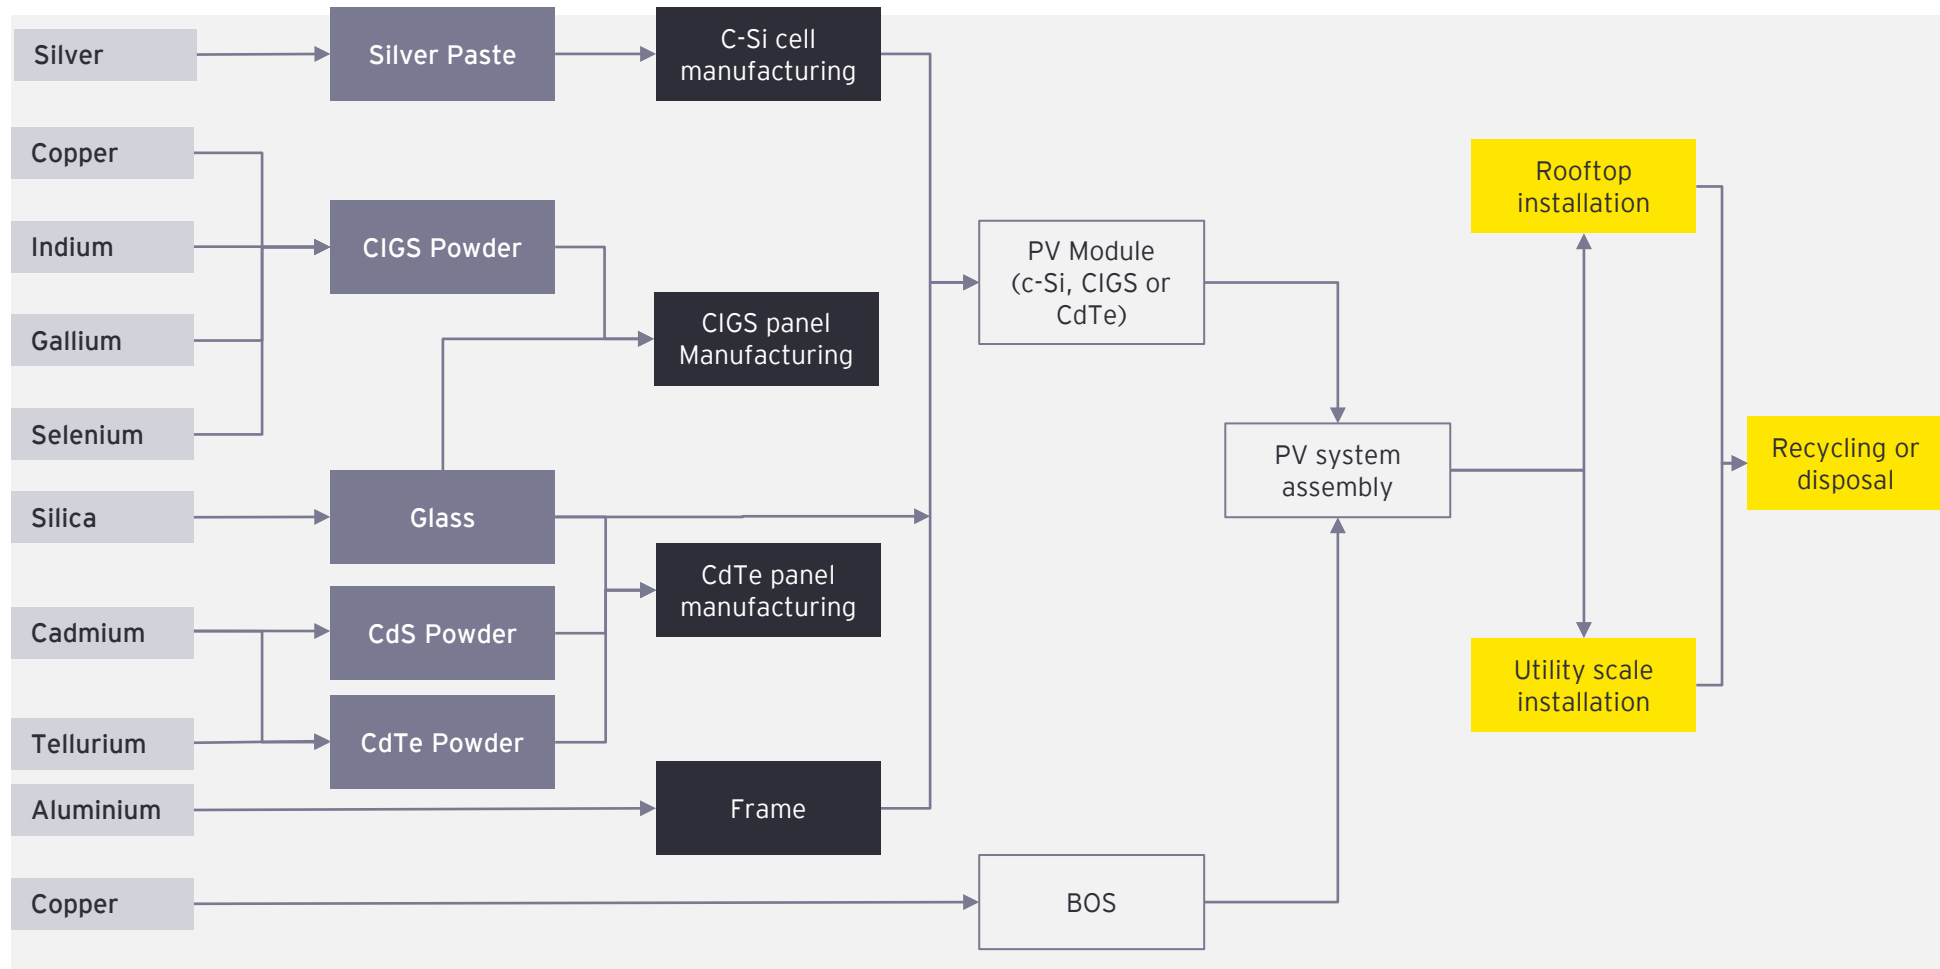 Silver
Silver Paste
C-Si cell
manufacturing
Copper
Indium
Gallium
Selenium
CIGS Powder
CIGS panel
Manufacturing
Silica
Glass
Cadmium
CdS Powder
CdTe panel
manufacturing
Tellurium
CdTe Powder
Aluminium
Frame
Copper
BOS
PV Module
(c-Si, CIGS or
CdTe)
PV system
assembly
Rooftop
installation
Utility scale
installation
Recycling or
disposal